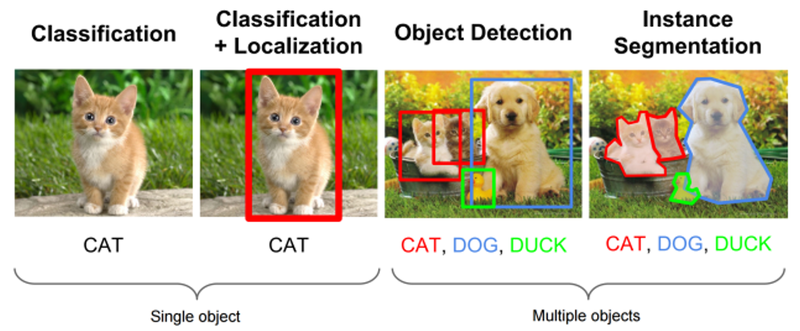 Classification
Classification
+ Localization
Object Detection
Instance
Segmentation
CAT
CAT
CAT, DOG, DUCK
CAT, DOG, DUCK
Single object
Multiple objects